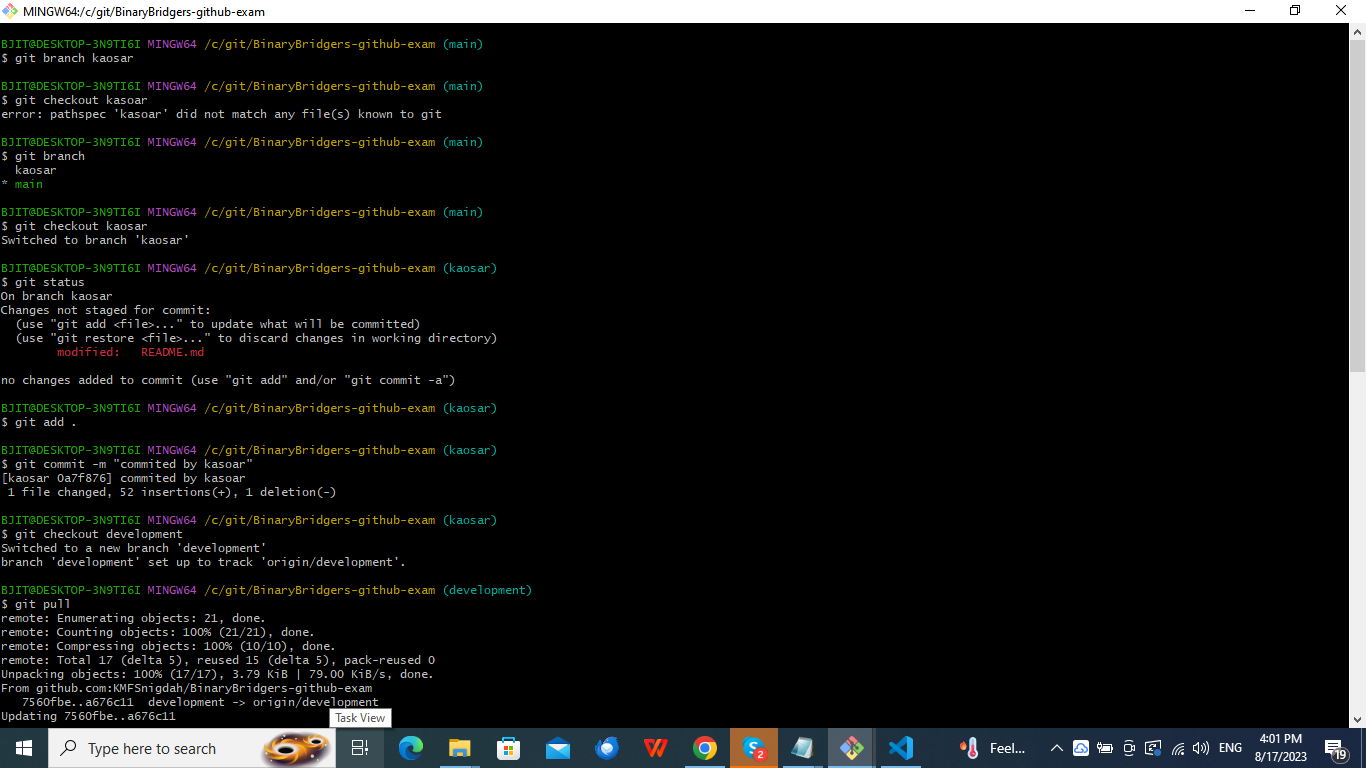 MINGW64:/c/git/BinaryBridgers-github-exam
BJIT@DESKTOP-3N9TI6I MINGW64 /c/git/BinaryBridgers-github-exam (main)
$ git branch kaosar
BJIT@DESKTOP-3N9TI6I MINGW64 /c/git/BinaryBridgers-github-exam (main)
$ git checkout kasoar
error: pathspec 'kasoar' did not match any file(s) known to git
BJIT@DESKTOP-3N9TI6I MINGW64 /c/git/BinaryBridgers-github-exam (main)
$ git branch
  kaosar
* main
BJIT@DESKTOP-3N9TI6I MINGW64 /c/git/BinaryBridgers-github-exam (main)
$ git checkout kaosar
Switched to branch 'kaosar'
BJIT@DESKTOP-3N9TI6I MINGW64 /c/git/BinaryBridgers-github-exam (kaosar)
$ git status
On branch kaosar
Changes not staged for commit:
  (use "git add <file>..." to update what will be committed)
  (use "git restore <file>..." to discard changes in working directory)
        modified:   README.md
no changes added to commit (use "git add" and/or "git commit -a")
BJIT@DESKTOP-3N9TI6I MINGW64 /c/git/BinaryBridgers-github-exam (kaosar)
$ git add .
BJIT@DESKTOP-3N9TI6I MINGW64 /c/git/BinaryBridgers-github-exam (kaosar)
$ git commit -m "commited by kasoar"
[kaosar 0a7f876] commited by kasoar
 1 file changed, 52 insertions(+), 1 deletion(-)
BJIT@DESKTOP-3N9TI6I MINGW64 /c/git/BinaryBridgers-github-exam (kaosar)
$ git checkout development
Switched to a new branch 'development'
branch 'development' set up to track 'origin/development'.
BJIT@DESKTOP-3N9TI6I MINGW64 /c/git/BinaryBridgers-github-exam (development)
$ git pull
remote: Enumerating objects: 21, done.
remote: Counting objects: 100% (21/21), done.
remote: Compressing objects: 100% (10/10), done.
remote: Total 17 (delta 5), reused 15 (delta 5), pack-reused 0
Unpacking objects: 100% (17/17), 3.79 KiB | 79.00 KiB/s, done.
From github.com:KMFSnigdah/BinaryBridgers-github-exam
   7560fbe..a676c11  development -> origin/development
Updating 7560fbe..a676c11
Task View
Type here to search
W
S 2
Feel...
ENG
4:01 PM
8/17/2023
19